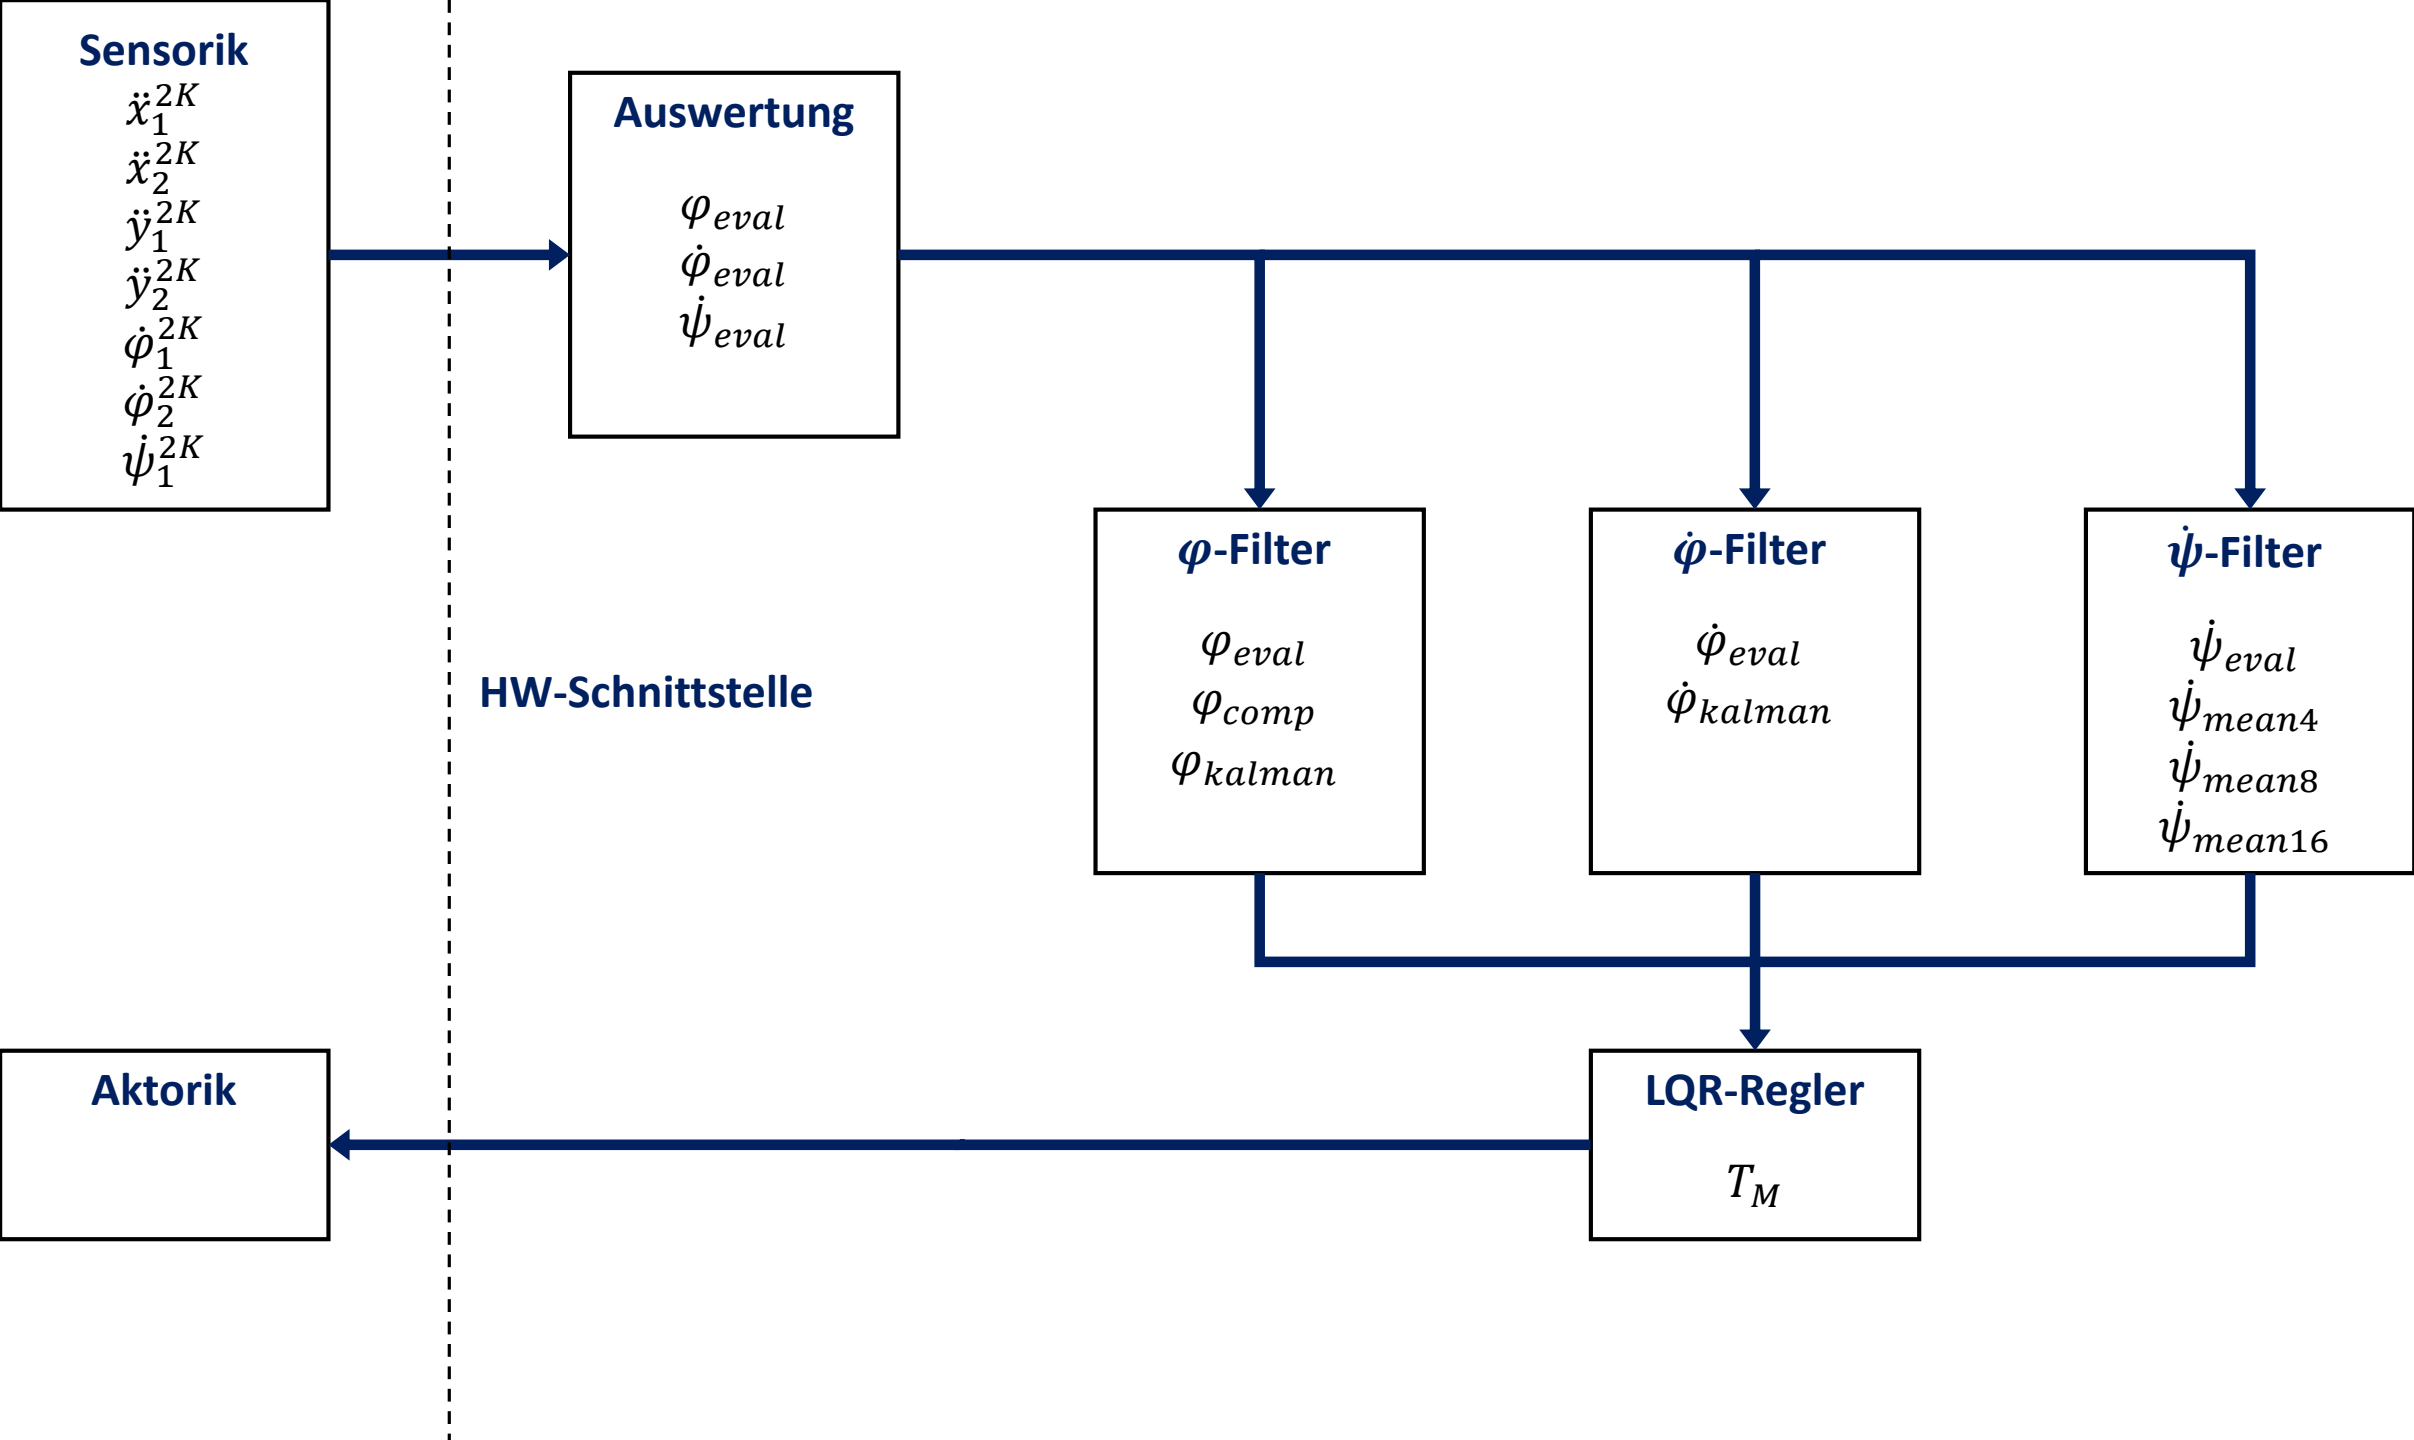 Sensorik
ẍ₁²ᴷ
ẍ₂²ᴷ
ÿ₁²ᴷ
ÿ₂²ᴷ
φ̇₁²ᴷ
φ̇₂²ᴷ
ψ̇₁²ᴷ
Auswertung
φ_eval
φ̇_eval
ψ̇_eval
HW-Schnittstelle
φ-Filter
φ_eval
φ_comp
φ_kalman
φ̇-Filter
φ̇_eval
φ̇_kalman
ψ̇-Filter
ψ̇_eval
ψ̇_mean4
ψ̇_mean8
ψ̇_mean16
Aktorik
LQR-Regler
T_M